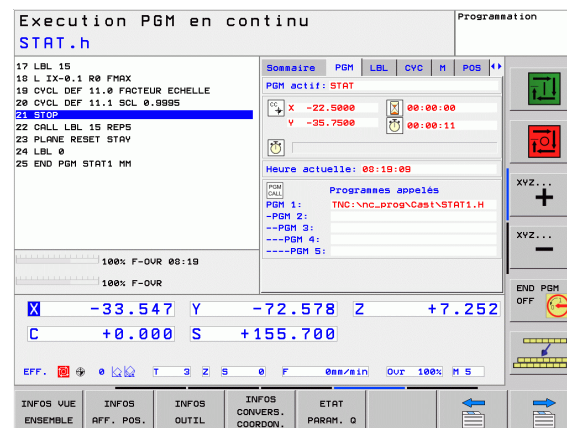 Execution PGM en continu
Programmation
STAT.h
17 LBL 15
18 L IX-0.1 R0 FMAX
19 CYCL DEF 11.0 FACTEUR ECHELLE
20 CYCL DEF 11.1 SCL 0.9995
21 STOP
22 CALL LBL 15 REP5
23 PLANE RESET STAY
24 LBL 0
25 END PGM STAT1 MM
Sommaire PGM LBL CYC M POS
PGM actif: STAT
CC X -22.5000 00:00:00
Y -35.7500 00:00:11
Heure actuelle: 08:19:09
PGM CALL Programmes appelés
PGM 1: TNC:\nc_prog\Cast\STAT1.H
-PGM 2:
--PGM 3:
---PGM 4:
----PGM 5:
100% F-OVR 08:19
100% F-OVR
X -33.547 Y -72.578 Z +7.252
C +0.000 S +155.700
EFF. 0 T 3 Z S 0 F 0mm/min Ovr 100% M 5
XYZ...
XYZ...
END PGM
OFF
INFOS VUE ENSEMBLE
INFOS AFF. POS.
INFOS OUTIL
INFOS CONVERS. COORDON.
ETAT PARAM. Q